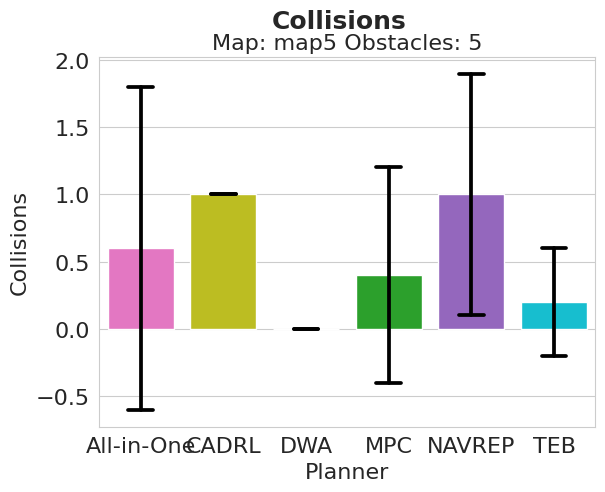 Collisions
Map: map5 Obstacles: 5
2.0
1.5
1.0
0.5
0.0
−0.5
Collisions
All-in-One CADRL DWA MPC NAVREP TEB
Planner